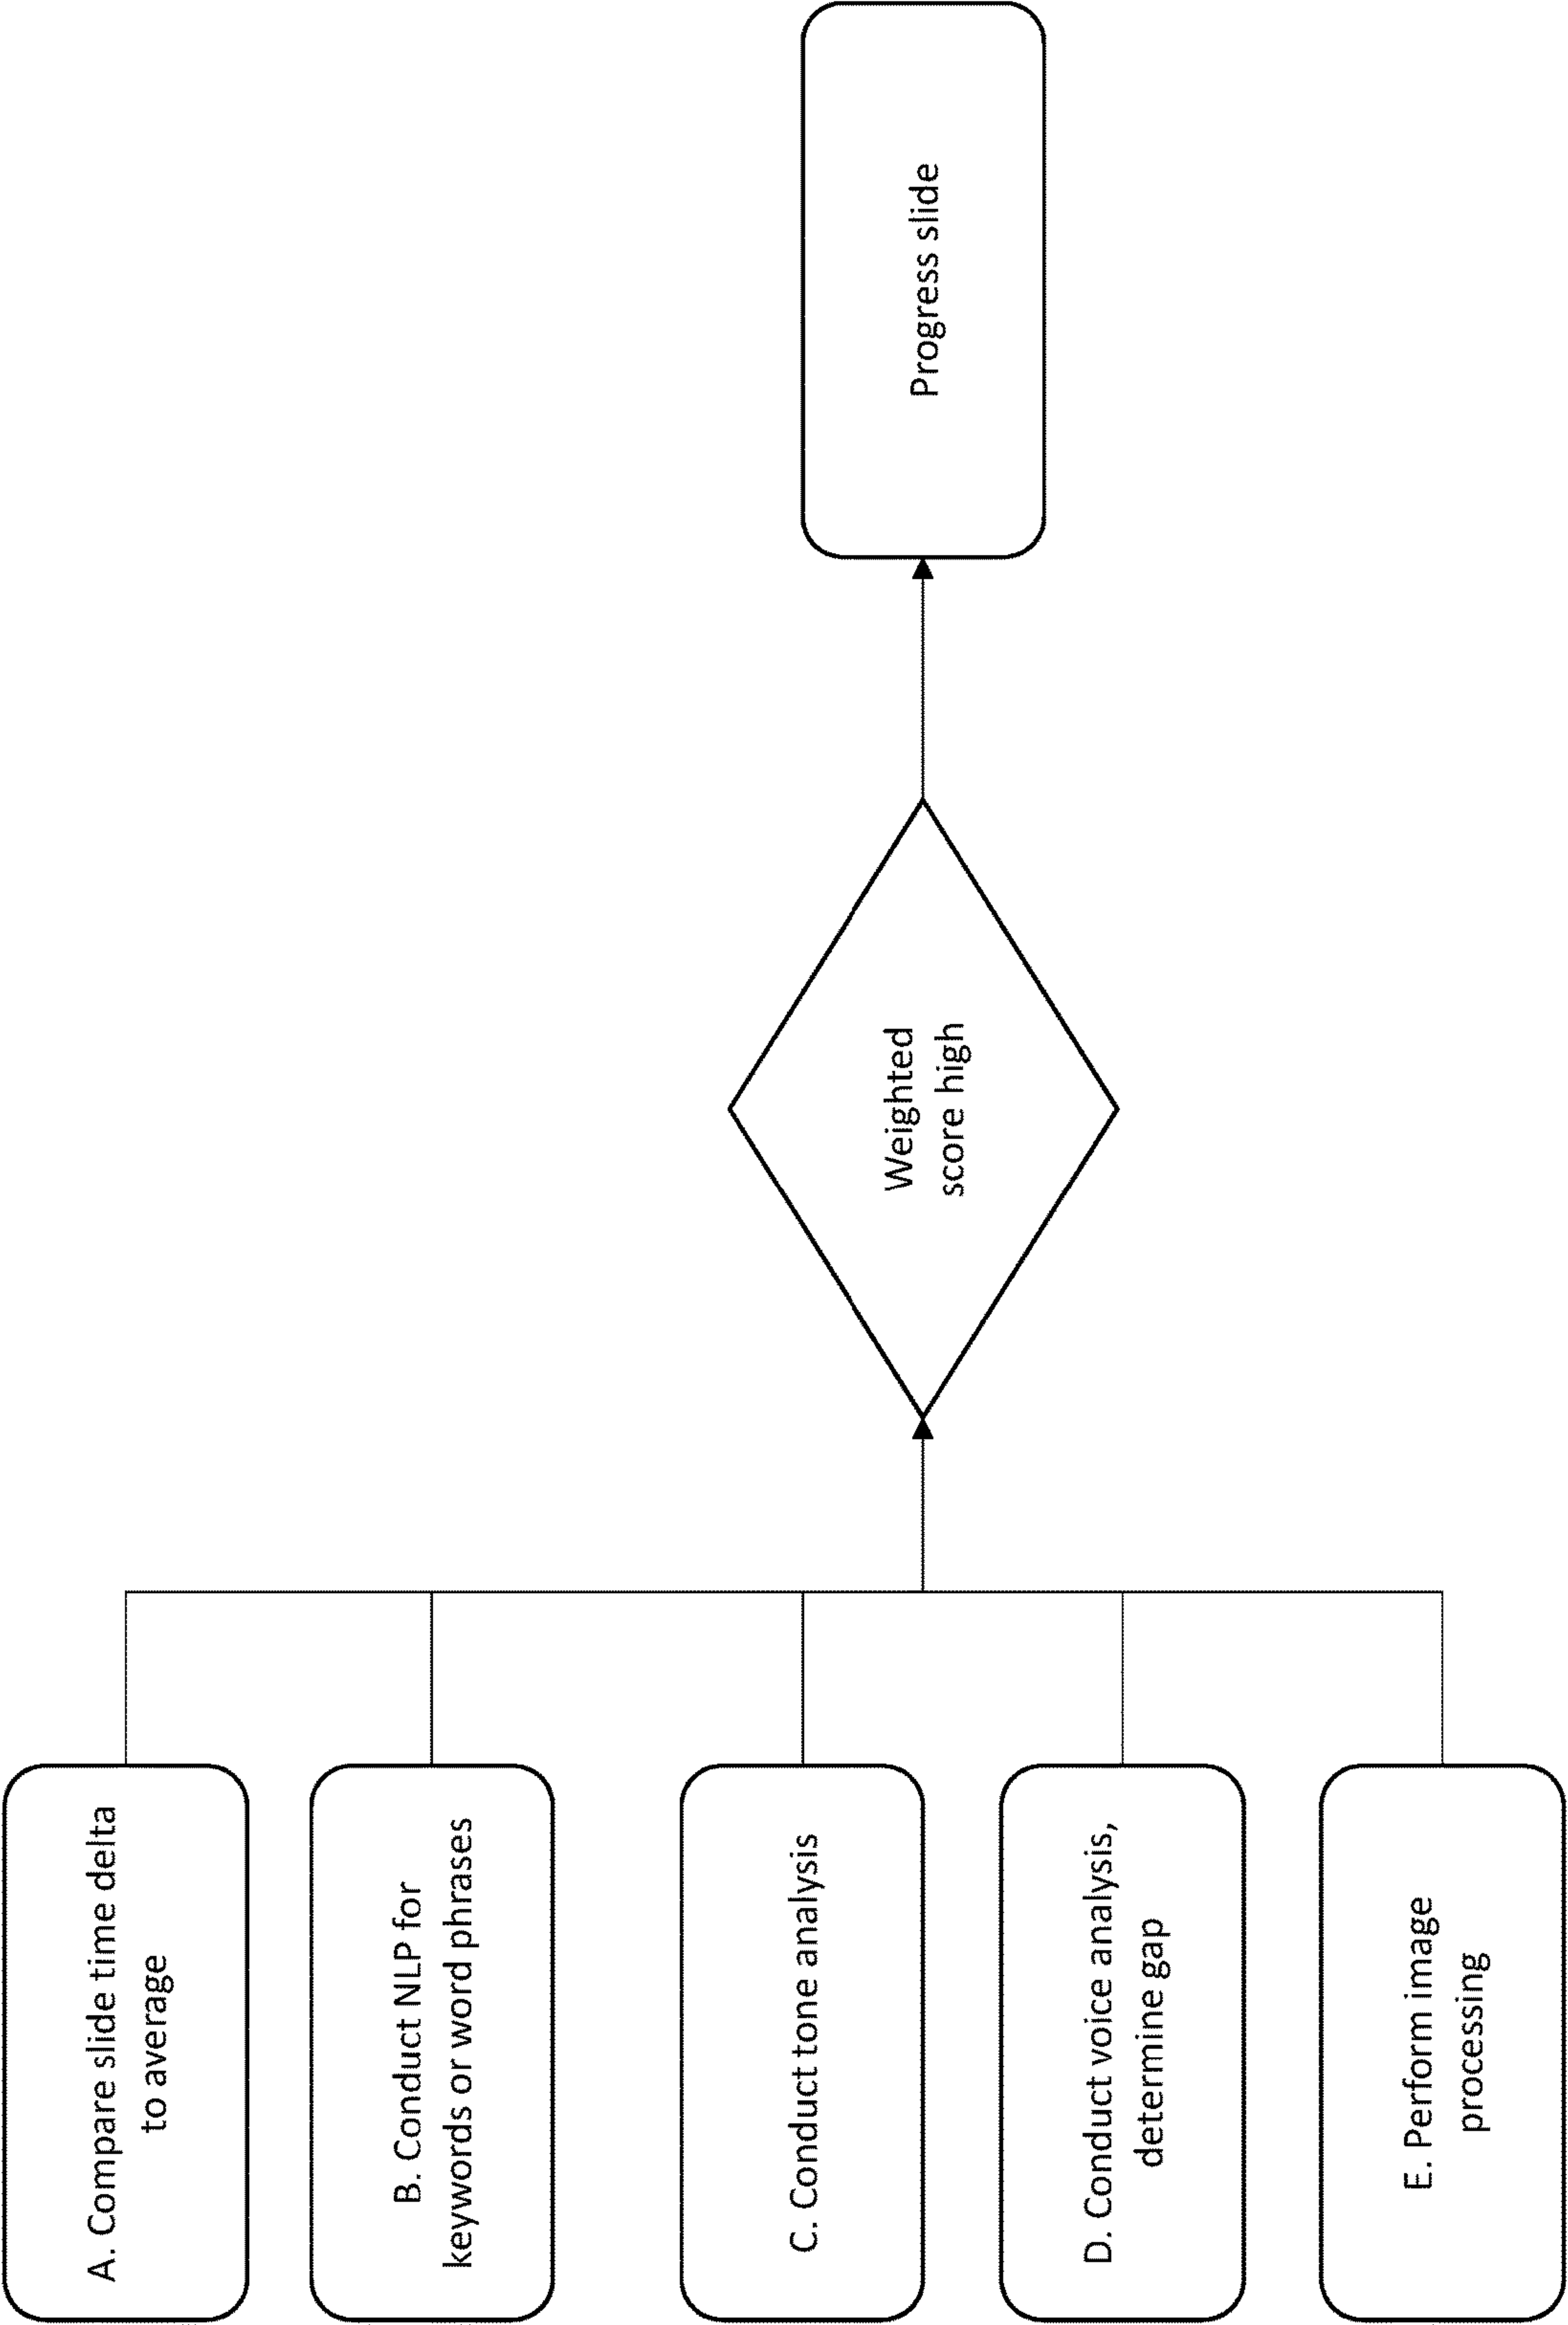 A. Compare slide time delta
to average
B. Conduct NLP for
keywords or word phrases
C. Conduct tone analysis
D. Conduct voice analysis,
determine gap
E. Perform image
processing
Weighted
score high
Progress slide